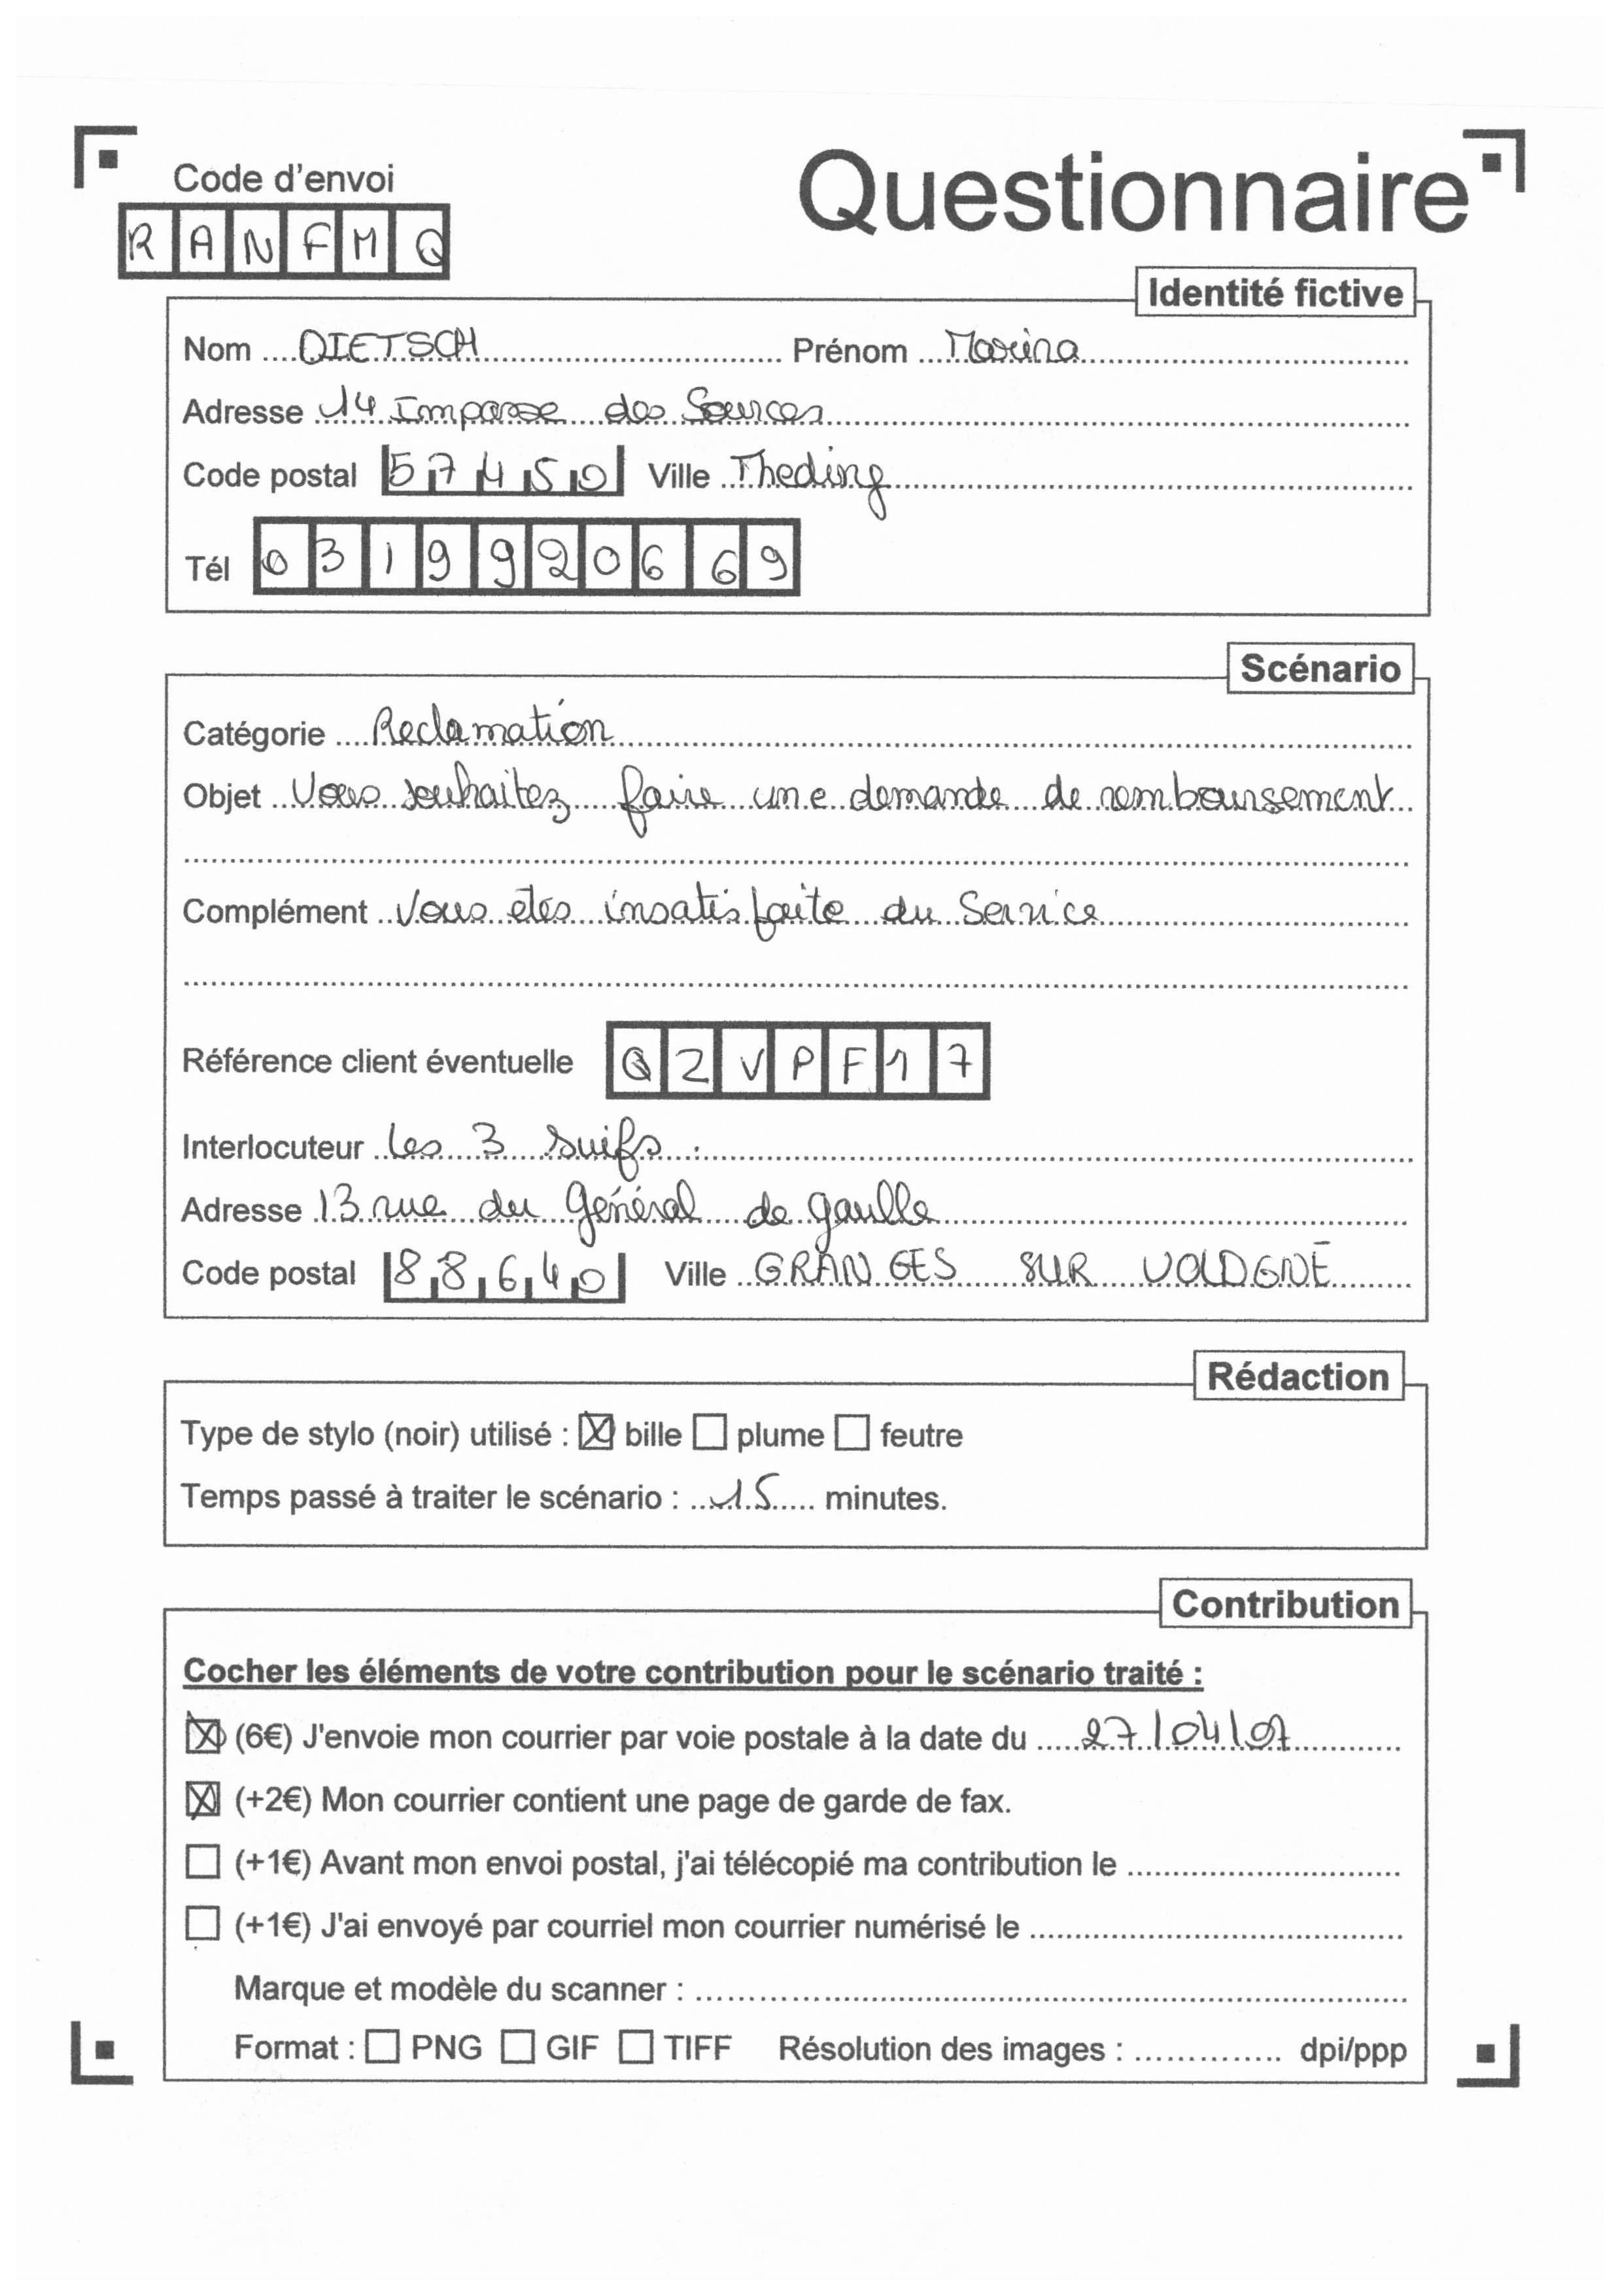 Code d'envoi
Questionnaire
R A N F M Q
Identité fictive
Nom DIETSCH Prénom Marina
Adresse 14 Impasse des Sources
Code postal 57450 Ville Theding
Tél 0319920669
Scénario
Catégorie Reclamation
Objet Vous souhaitez faire une demande de remboursement
Complément Vous etes insatisfaite du Service
Référence client éventuelle QZVPF17
Interlocuteur les 3 suifs.
Adresse 13 rue du Général de gaulle
Code postal 88640 Ville GRANGES SUR VOLOGNE
Rédaction
Type de stylo (noir) utilisé : ☒ bille ☐ plume ☐ feutre
Temps passé à traiter le scénario : 15 minutes.
Contribution
Cocher les éléments de votre contribution pour le scénario traité :
☒ (6€) J'envoie mon courrier par voie postale à la date du 27/04/07
☒ (+2€) Mon courrier contient une page de garde de fax.
☐ (+1€) Avant mon envoi postal, j'ai télécopié ma contribution le
☐ (+1€) J'ai envoyé par courriel mon courrier numérisé le
Marque et modèle du scanner :
Format : ☐ PNG ☐ GIF ☐ TIFF Résolution des images : dpi/ppp